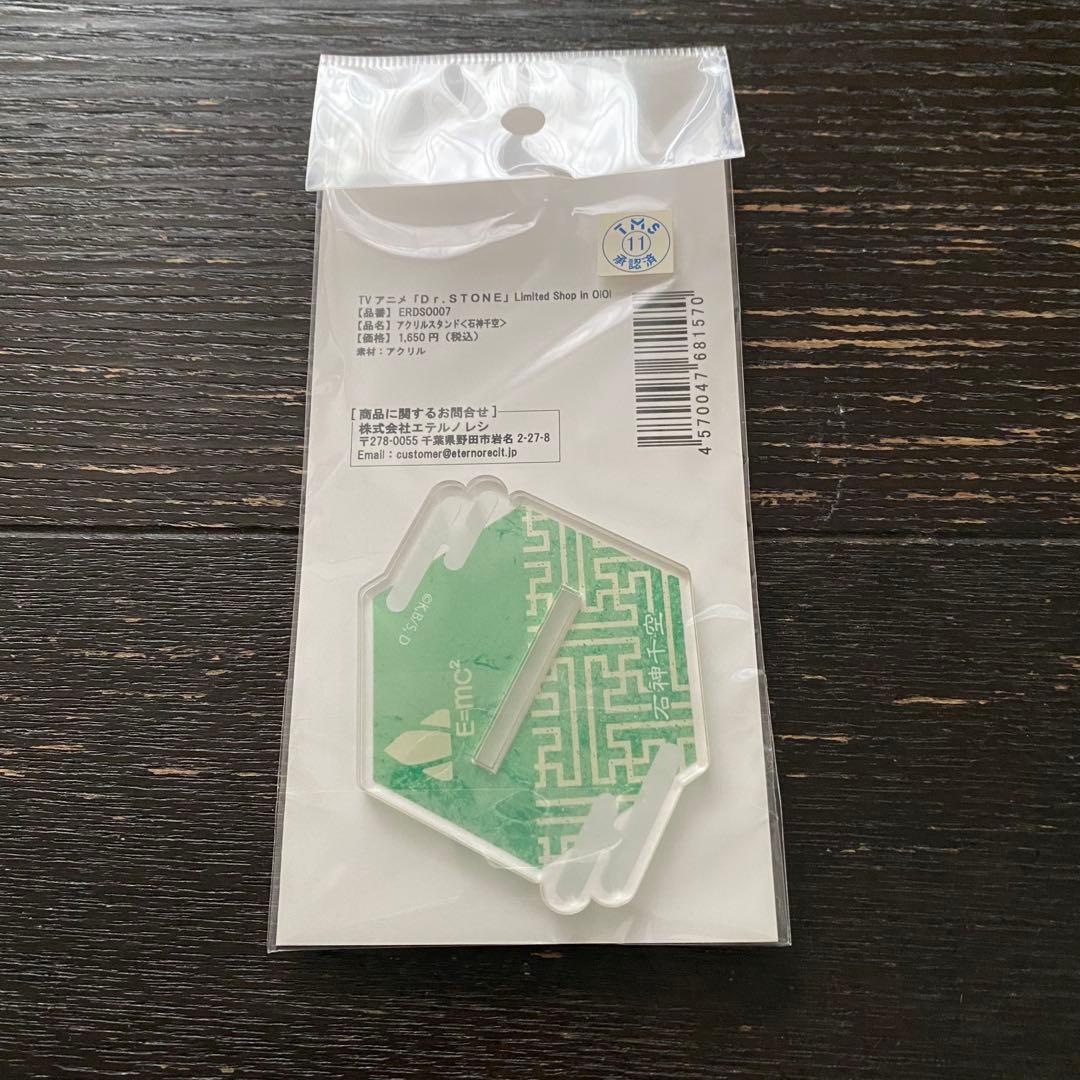 TMS
11
承認済
TVアニメ「Dr.STONE」Limited Shop in OIOI
【品番】ERDSO007
【品名】アクリルスタンド<石神千空>
【価格】1,650円（税込）
素材：アクリル
[商品に関するお問合せ]
株式会社エテルノレシ
〒278-0055 千葉県野田市岩名 2-27-8
Email：customer@eternorecit.jp
4 570047 681570
©K,B/S, D
E=mc²
石神千空